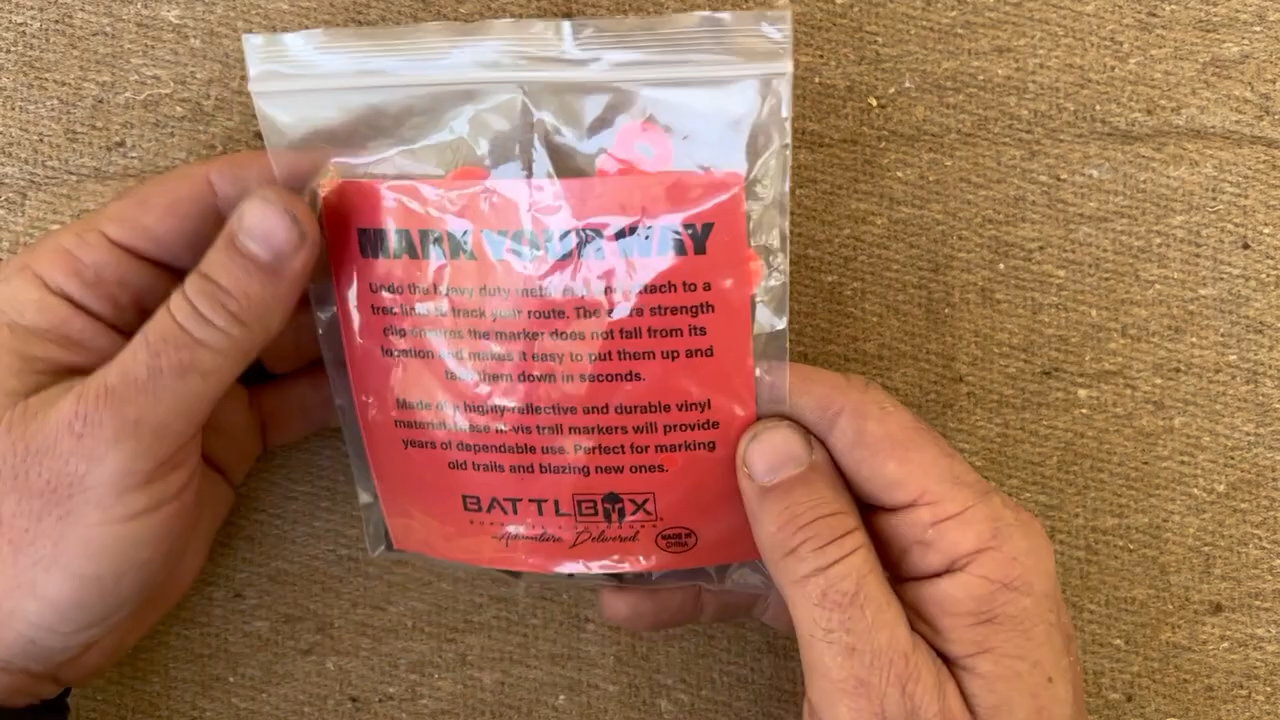 MARK YOUR WAY
Undo the heavy duty metal clip and attach to a
tree limb to track your route. The extra strength
clip ensures the marker does not fall from its
location and makes it easy to put them up and
take them down in seconds.
Made of a highly-reflective and durable vinyl
material, these hi-vis trail markers will provide
years of dependable use. Perfect for marking
old trails and blazing new ones.
BATTLBOX
Adventure Delivered.
MADE IN
CHINA